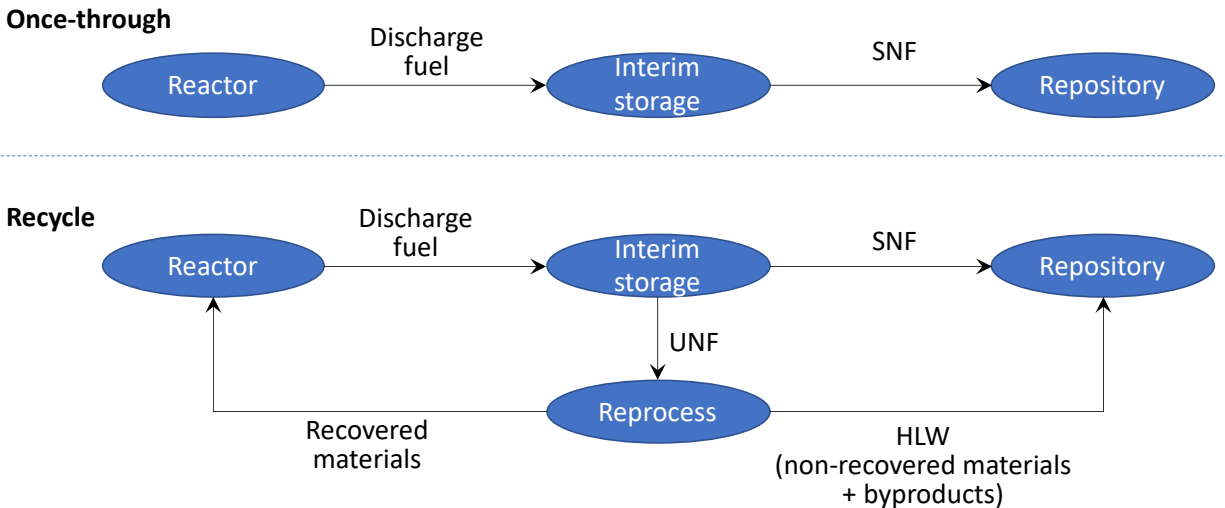 Once-through
Discharge
fuel
Reactor
Interim
storage
SNF
Repository
Recycle
Discharge
fuel
Reactor
Interim
storage
SNF
Repository
UNF
Reprocess
Recovered
materials
HLW
(non-recovered materials
+ byproducts)